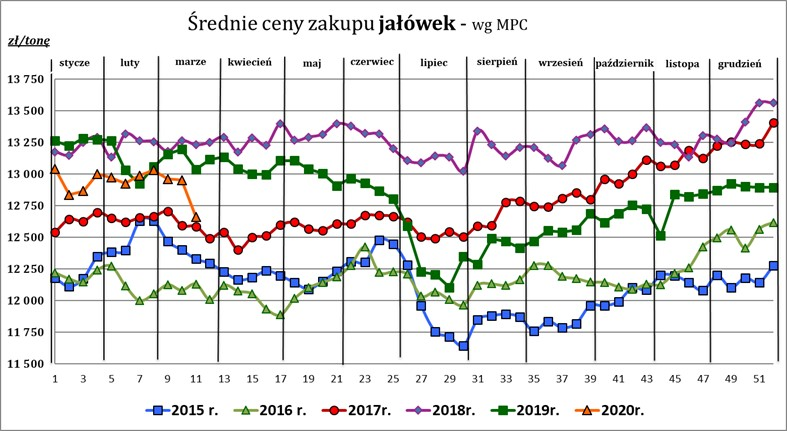 Średnie ceny zakupu jałówek - wg MPC
zł/tonę
stycze luty marze kwiecień maj czerwiec lipiec sierpień wrzesień październik listopa grudzień
13 750
13 500
13 250
13 000
12 750
12 500
12 250
12 000
11 750
11 500
1 3 5 7 9 11 13 15 17 19 21 23 25 27 29 31 33 35 37 39 41 43 45 47 49 51
2015 r. 2016 r. 2017r. 2018r. 2019r. 2020r.